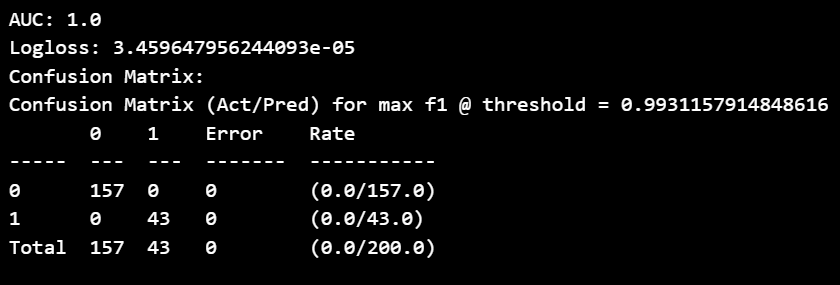 AUC: 1.0
Logloss: 3.459647956244093e-05
Confusion Matrix:
Confusion Matrix (Act/Pred) for max f1 @ threshold = 0.9931157914848616
       0    1    Error    Rate
-----  ---  ---  -------  -----------
0      157  0    0        (0.0/157.0)
1      0    43   0        (0.0/43.0)
Total  157  43   0        (0.0/200.0)